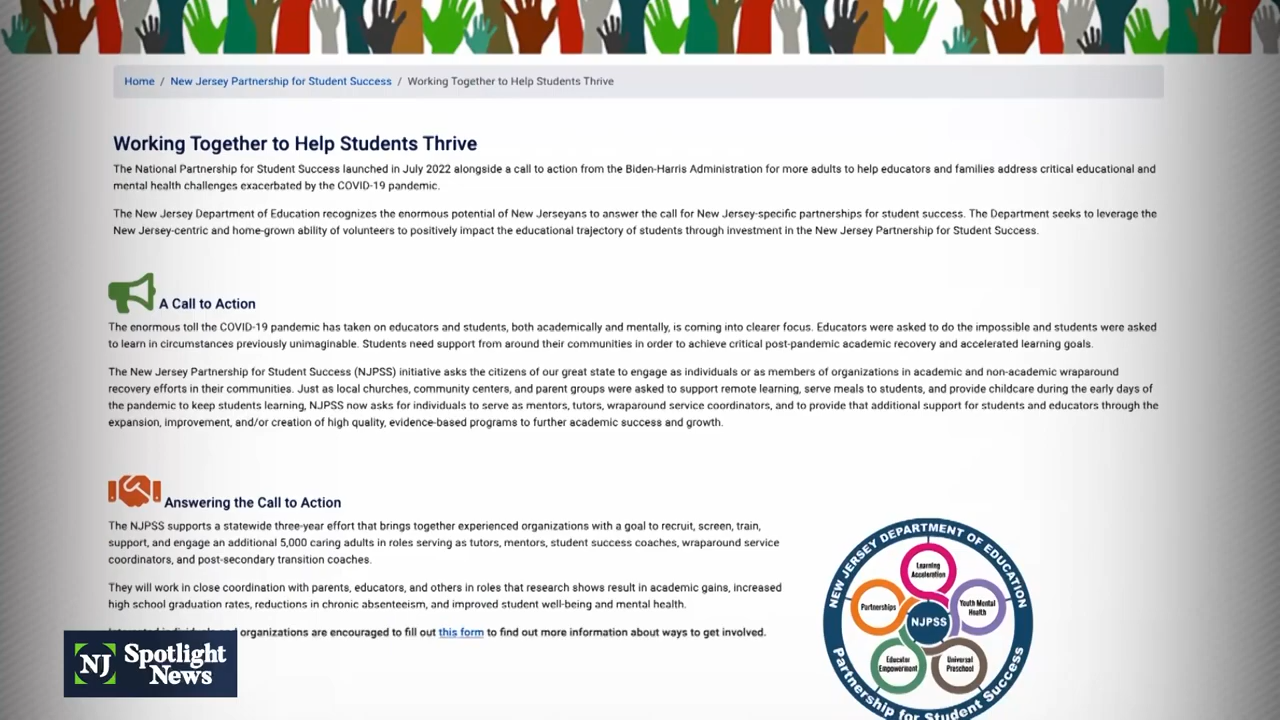 Home / New Jersey Partnership for Student Success / Working Together to Help Students Thrive
Working Together to Help Students Thrive
The National Partnership for Student Success launched in July 2022 alongside a call to action from the Biden-Harris Administration for more adults to help educators and families address critical educational and
mental health challenges exacerbated by the COVID-19 pandemic.
The New Jersey Department of Education recognizes the enormous potential of New Jerseyans to answer the call for New Jersey-specific partnerships for student success. The Department seeks to leverage the
New Jersey-centric and home-grown ability of volunteers to positively impact the educational trajectory of students through investment in the New Jersey Partnership for Student Success.
A Call to Action
The enormous toll the COVID-19 pandemic has taken on educators and students, both academically and mentally, is coming into clearer focus. Educators were asked to do the impossible and students were asked
to learn in circumstances previously unimaginable. Students need support from around their communities in order to achieve critical post-pandemic academic recovery and accelerated learning goals.
The New Jersey Partnership for Student Success (NJPSS) initiative asks the citizens of our great state to engage as individuals or as members of organizations in academic and non-academic wraparound
recovery efforts in their communities. Just as local churches, community centers, and parent groups were asked to support remote learning, serve meals to students, and provide childcare during the early days of
the pandemic to keep students learning, NJPSS now asks for individuals to serve as mentors, tutors, wraparound service coordinators, and to provide that additional support for students and educators through the
expansion, improvement, and/or creation of high quality, evidence-based programs to further academic success and growth.
Answering the Call to Action
The NJPSS supports a statewide three-year effort that brings together experienced organizations with a goal to recruit, screen, train,
support, and engage an additional 5,000 caring adults in roles serving as tutors, mentors, student success coaches, wraparound service
coordinators, and post-secondary transition coaches.
They will work in close coordination with parents, educators, and others in roles that research shows result in academic gains, increased
high school graduation rates, reductions in chronic absenteeism, and improved student well-being and mental health.
organizations are encouraged to fill out this form to find out more information about ways to get involved.
NEW JERSEY DEPARTMENT OF EDUCATION
Learning
Acceleration
Partnerships
Youth Mental
Health
NJPSS
Educator
Empowerment
Universal
Preschool
Partnership for Student Success
NJ Spotlight
News